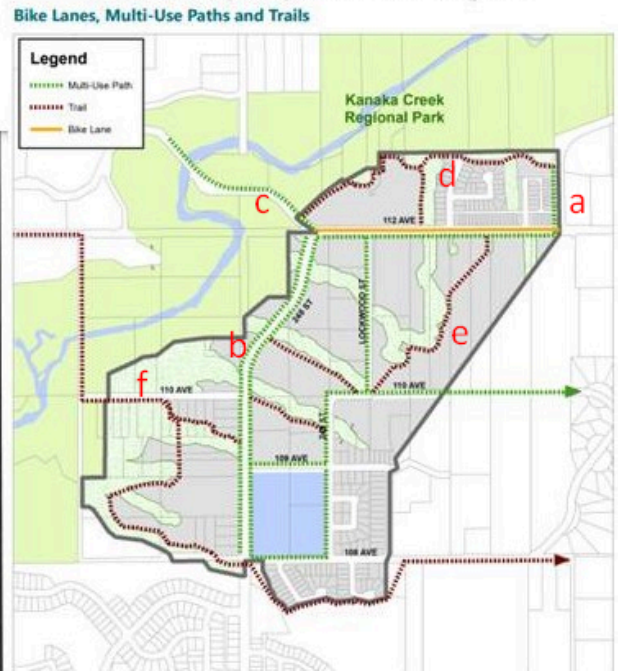 Bike Lanes, Multi-Use Paths and Trails
Legend
Multi-Use Path
Trail
Bike Lane
Kanaka Creek
Regional Park
d
a
c
112 AVE
248 ST
LOCKWOOD ST
b
e
f
110 AVE
110 AVE
109 AVE
108 AVE